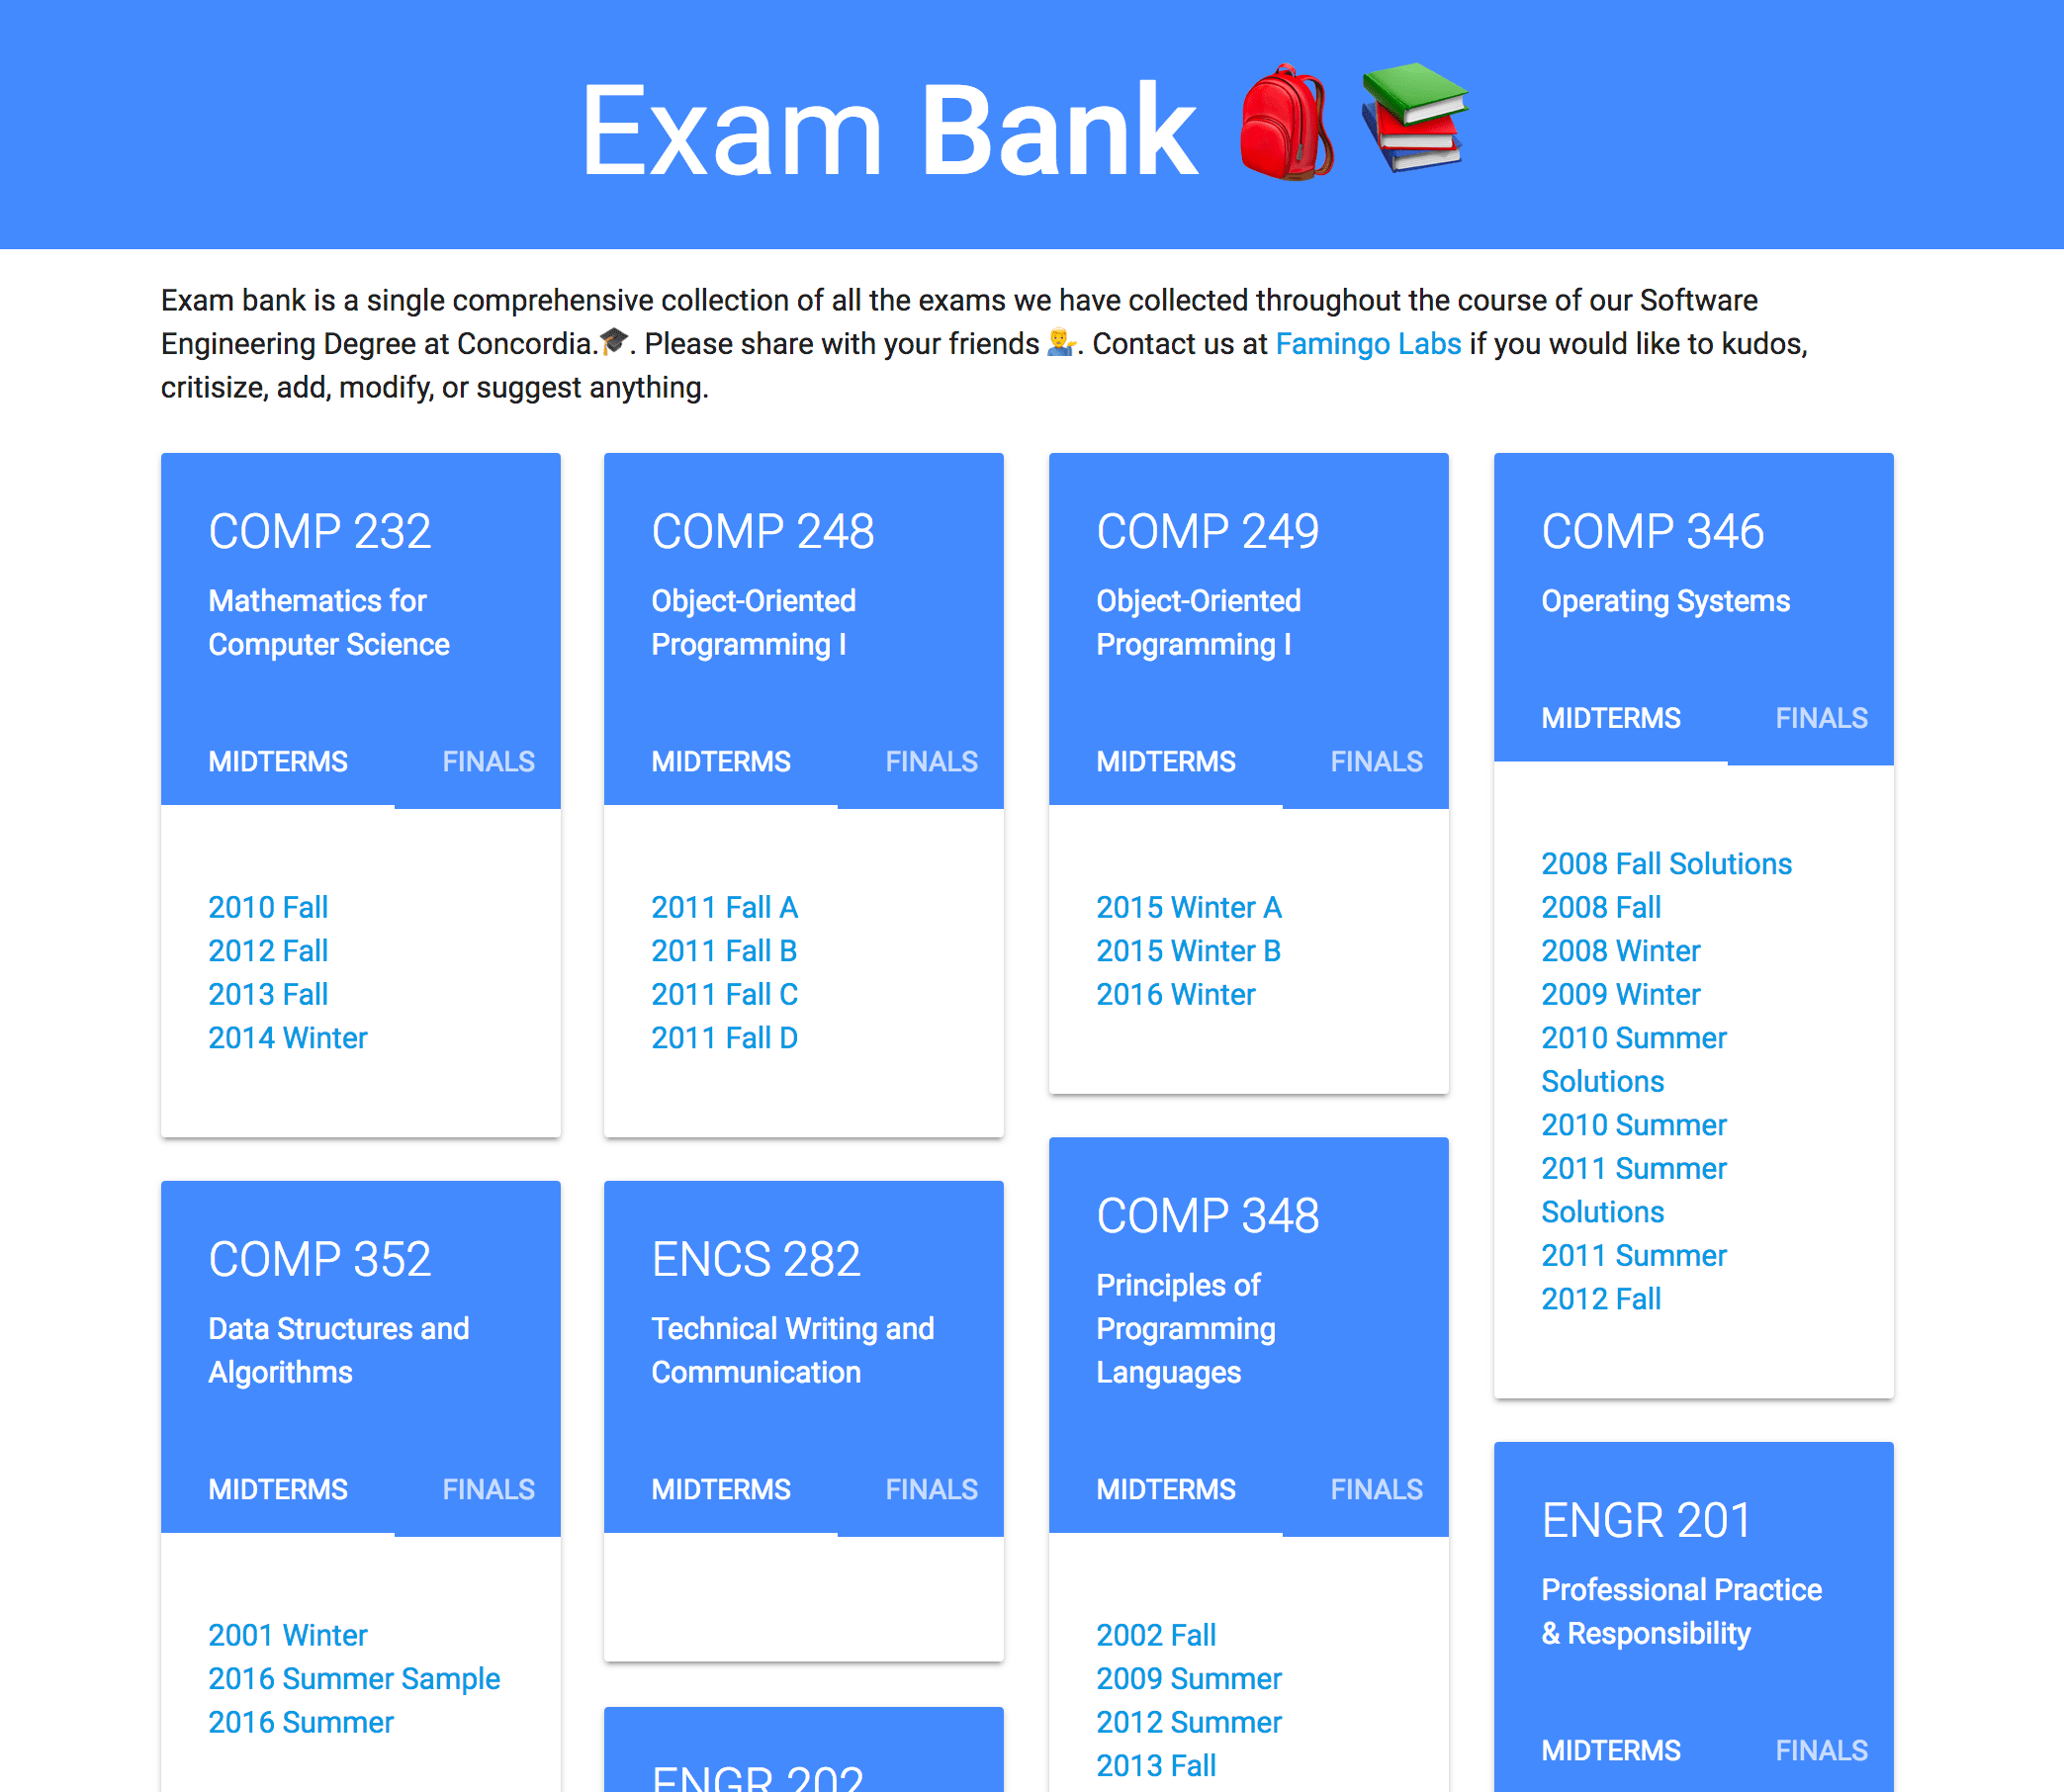 Exam Bank
Exam bank is a single comprehensive collection of all the exams we have collected throughout the course of our Software
Engineering Degree at Concordia.🎓. Please share with your friends 💁‍♂️. Contact us at Famingo Labs if you would like to kudos,
critisize, add, modify, or suggest anything.
COMP 232
Mathematics for
Computer Science
MIDTERMS FINALS
2010 Fall
2012 Fall
2013 Fall
2014 Winter
COMP 248
Object-Oriented
Programming I
MIDTERMS FINALS
2011 Fall A
2011 Fall B
2011 Fall C
2011 Fall D
COMP 249
Object-Oriented
Programming I
MIDTERMS FINALS
2015 Winter A
2015 Winter B
2016 Winter
COMP 346
Operating Systems
MIDTERMS FINALS
2008 Fall Solutions
2008 Fall
2008 Winter
2009 Winter
2010 Summer
Solutions
2010 Summer
2011 Summer
Solutions
2011 Summer
2012 Fall
COMP 352
Data Structures and
Algorithms
MIDTERMS FINALS
2001 Winter
2016 Summer Sample
2016 Summer
ENCS 282
Technical Writing and
Communication
MIDTERMS FINALS
COMP 348
Principles of
Programming
Languages
MIDTERMS FINALS
2002 Fall
2009 Summer
2012 Summer
2013 Fall
ENGR 201
Professional Practice
& Responsibility
MIDTERMS FINALS
ENGR 202